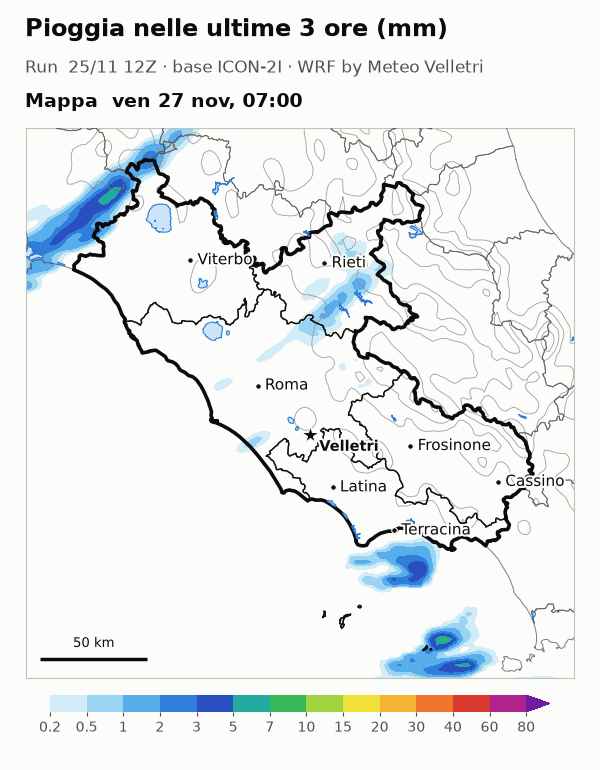 Pioggia nelle ultime 3 ore (mm)
Run  25/11 12Z · base ICON-2I · WRF by Meteo Velletri
Mappa  ven 27 nov, 07:00
Viterbo
Rieti
Roma
Velletri
Frosinone
Latina
Cassino
Terracina
50 km
0.2 0.5 1 2 3 5 7 10 15 20 30 40 60 80